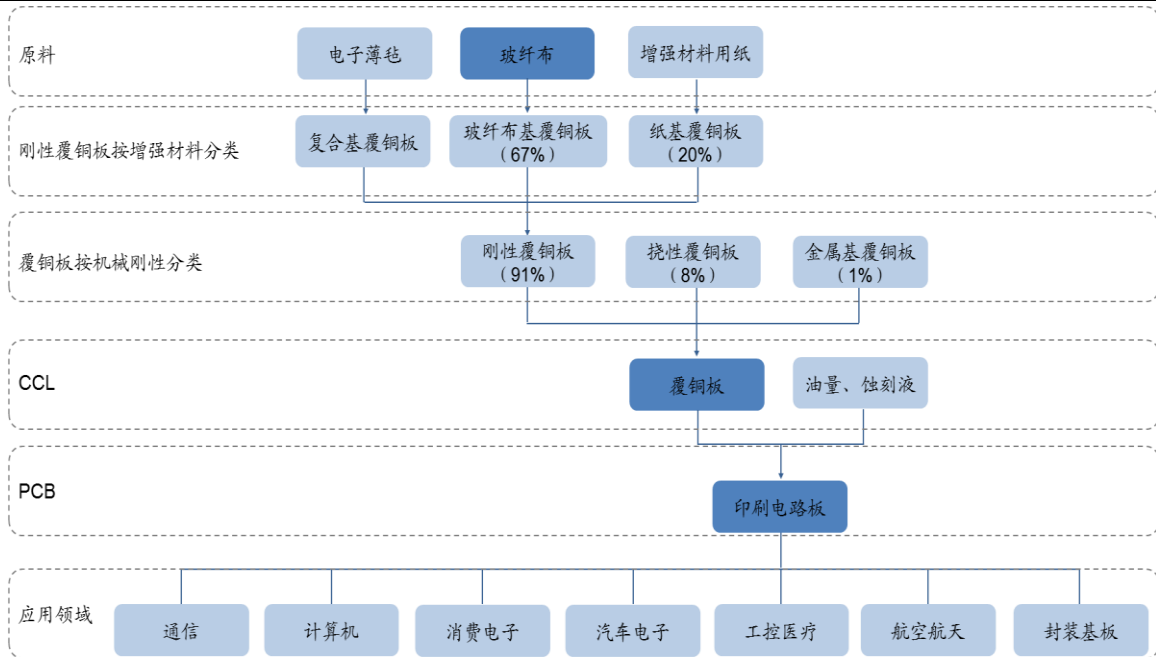 原料
电子薄毡
玻纤布
增强材料用纸
刚性覆铜板按增强材料分类
复合基覆铜板
玻纤布基覆铜板
（67%）
纸基覆铜板
（20%）
覆铜板按机械刚性分类
刚性覆铜板
（91%）
挠性覆铜板
（8%）
金属基覆铜板
（1%）
CCL
覆铜板
油量、蚀刻液
PCB
印刷电路板
应用领域
通信
计算机
消费电子
汽车电子
工控医疗
航空航天
封装基板